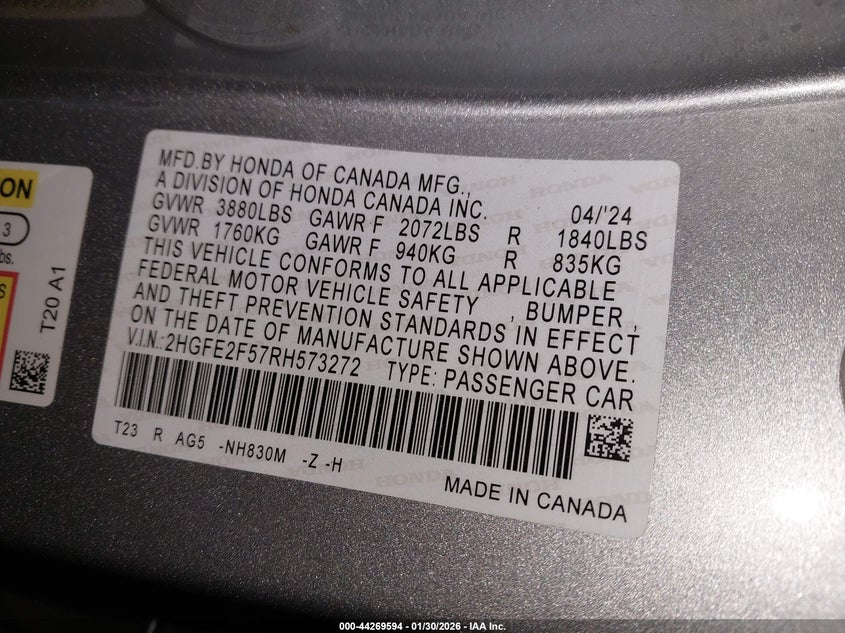 MFD.BY HONDA OF CANADA MFG.,
A DIVISION OF HONDA CANADA INC. 04/'24
GVWR 3880LBS GAWR F 2072LBS R 1840LBS
GVWR 1760KG GAWR F 940KG R 835KG
THIS VEHICLE CONFORMS TO ALL APPLICABLE
FEDERAL MOTOR VEHICLE SAFETY , BUMPER ,
AND THEFT PREVENTION STANDARDS IN EFFECT
ON THE DATE OF MANUFACTURE SHOWN ABOVE.
V.I.N.:2HGFE2F57RH573272 TYPE: PASSENGER CAR
T23 R AG5 -NH830M -Z -H
MADE IN CANADA
ON
3
bs.
S
T20 A1
000-44269594 — 01/30/2026 — IAA Inc.